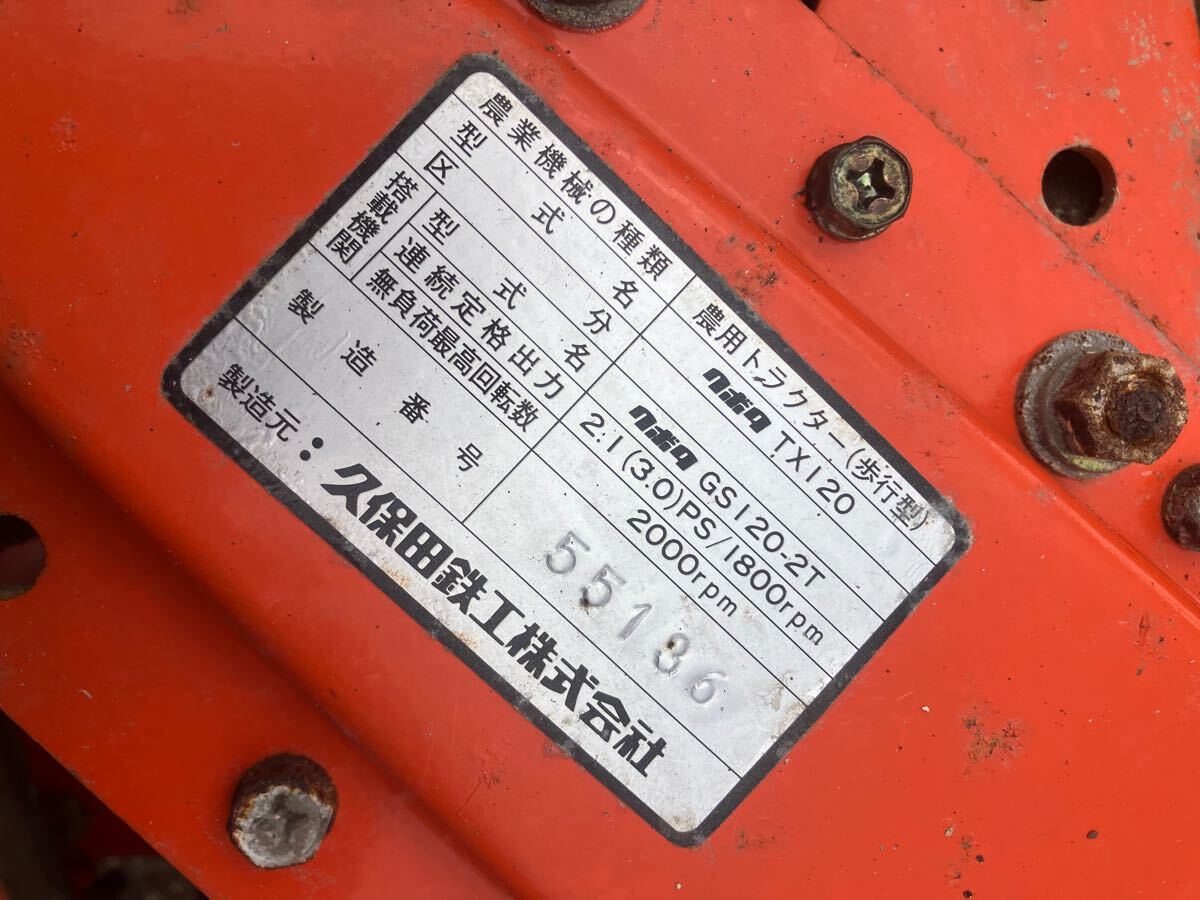 農業機械の種類 農用トラクター(歩行型)
型式名 クボタ TX120
区分
搭載機関 型式名 クボタ GS120-2T
連続定格出力 2.1(3.0)PS/1800rpm
無負荷最高回転数 2000rpm
製造番号 55186
製造元:久保田鉄工株式会社